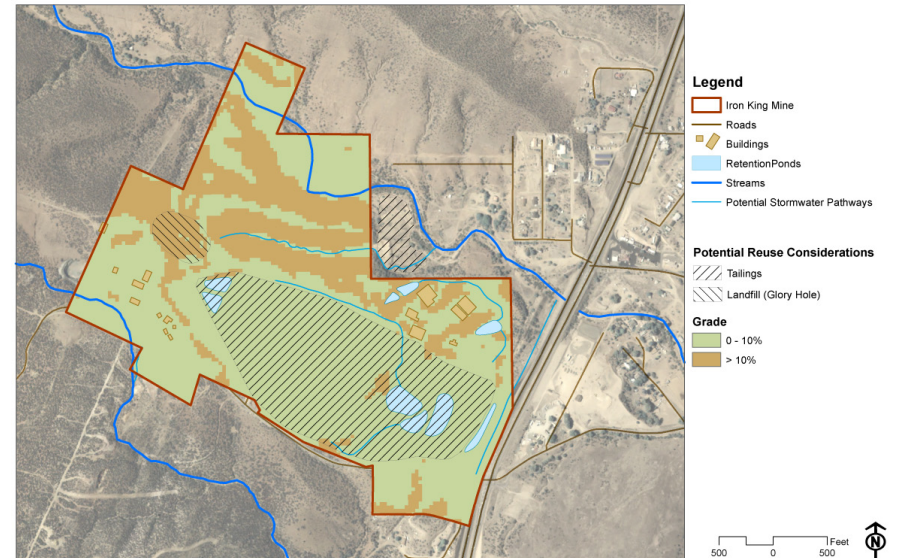 Legend
Iron King Mine
Roads
Buildings
RetentionPonds
Streams
Potential Stormwater Pathways
Potential Reuse Considerations
Tailings
Landfill (Glory Hole)
Grade
0 - 10%
> 10%
Feet
500 0 500
N